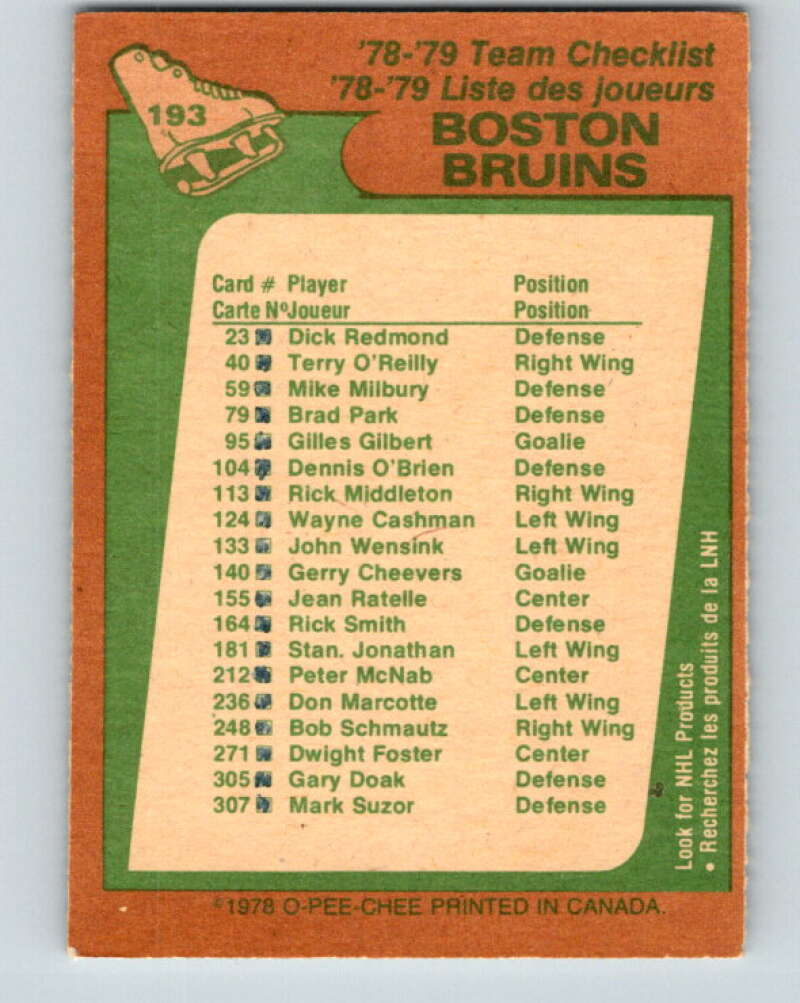 193
'78-'79 Team Checklist
'78-'79 Liste des joueurs
BOSTON
BRUINS
Card # Player Position
Carte Nº Joueur Position
23 Dick Redmond Defense
40 Terry O'Reilly Right Wing
59 Mike Milbury Defense
79 Brad Park Defense
95 Gilles Gilbert Goalie
104 Dennis O'Brien Defense
113 Rick Middleton Right Wing
124 Wayne Cashman Left Wing
133 John Wensink Left Wing
140 Gerry Cheevers Goalie
155 Jean Ratelle Center
164 Rick Smith Defense
181 Stan. Jonathan Left Wing
212 Peter McNab Center
236 Don Marcotte Left Wing
248 Bob Schmautz Right Wing
271 Dwight Foster Center
305 Gary Doak Defense
307 Mark Suzor Defense
Look for NHL Products
• Recherchez les produits de la LNH
©1978 O-PEE-CHEE PRINTED IN CANADA.